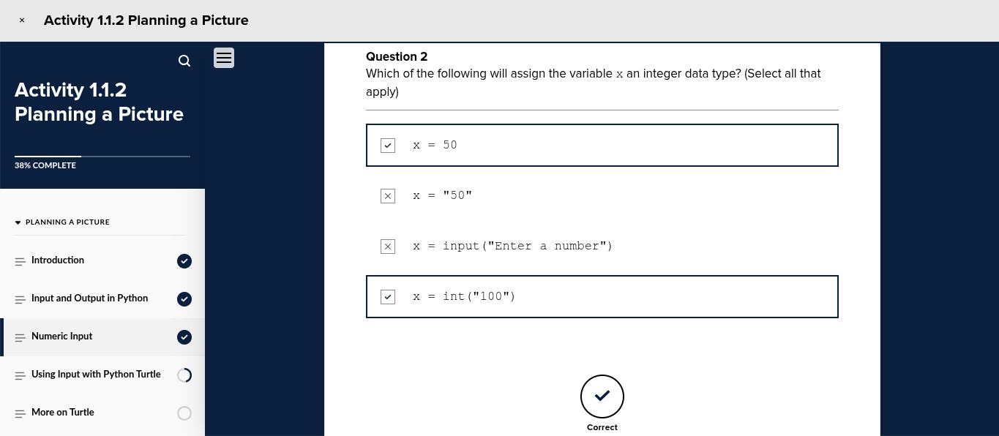 × Activity 1.1.2 Planning a Picture
Activity 1.1.2
Planning a Picture
38% COMPLETE
PLANNING A PICTURE
Introduction
Input and Output in Python
Numeric Input
Using Input with Python Turtle
More on Turtle
Question 2
Which of the following will assign the variable x an integer data type? (Select all that
apply)
x = 50
x = "50"
x = input("Enter a number")
x = int("100")
Correct